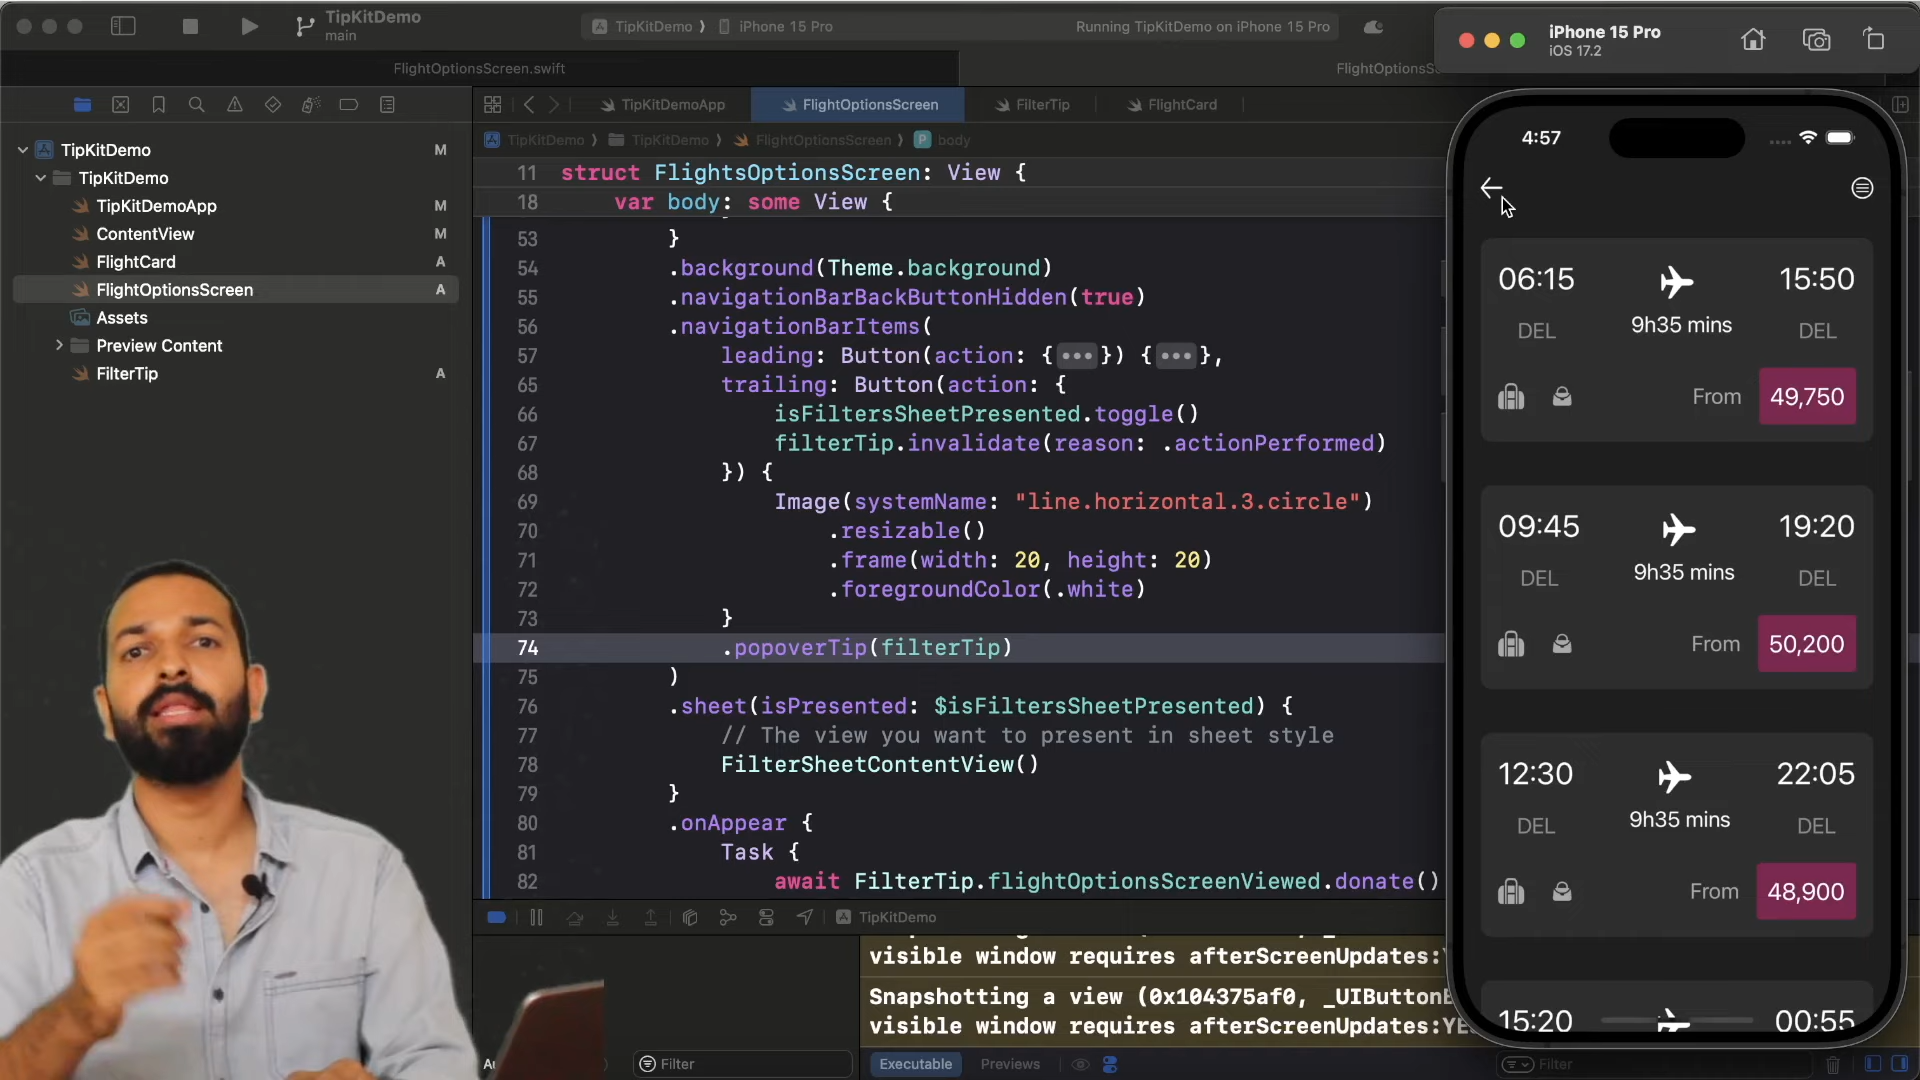 TipKitDemo
main
TipKitDemo
iPhone 15 Pro
Running TipKitDemo on iPhone 15 Pro
FlightOptionsScreen.swift
TipKitDemoApp
FlightOptionsScreen
FilterTip
FlightCard
TipKitDemo
TipKitDemo
FlightOptionsScreen
P body
TipKitDemo M
TipKitDemo
TipKitDemoApp M
ContentView M
FlightCard A
FlightOptionsScreen A
Assets
Preview Content
FilterTip A
11 struct FlightsOptionsScreen: View {
18 var body: some View {
53 }
54 .background(Theme.background)
55 .navigationBarBackButtonHidden(true)
56 .navigationBarItems(
57 leading: Button(action: {•••}) {•••},
65 trailing: Button(action: {
66 isFiltersSheetPresented.toggle()
67 filterTip.invalidate(reason: .actionPerformed)
68 }) {
69 Image(systemName: "line.horizontal.3.circle")
70 .resizable()
71 .frame(width: 20, height: 20)
72 .foregroundColor(.white)
73 }
74 .popoverTip(filterTip)
75 )
76 .sheet(isPresented: $isFiltersSheetPresented) {
77 // The view you want to present in sheet style
78 FilterSheetContentView()
79 }
80 .onAppear {
81 Task {
82 await FilterTip.flightOptionsScreenViewed.donate()
TipKitDemo
visible window requires afterScreenUpdates:
Snapshotting a view (0x104375af0, _UIButton
visible window requires afterScreenUpdates:YE
Filter
Executable
Previews
Filter
iPhone 15 Pro
iOS 17.2
4:57
06:15
15:50
DEL
9h35 mins
DEL
From
49,750
09:45
19:20
DEL
9h35 mins
DEL
From
50,200
12:30
22:05
DEL
9h35 mins
DEL
From
48,900
15:20
00:55